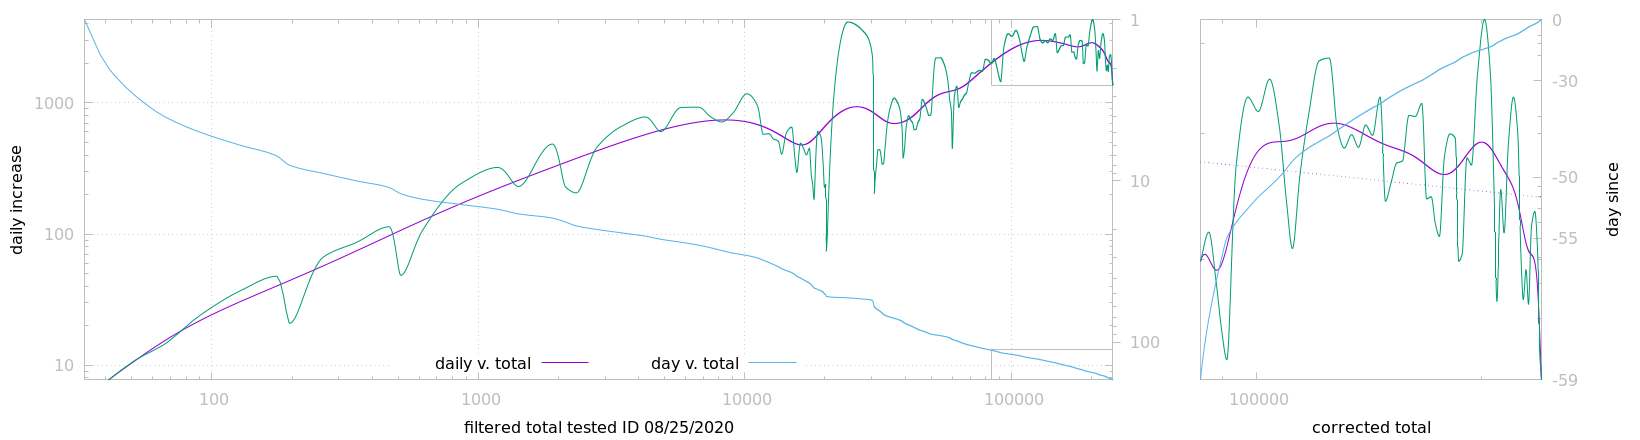 daily increase
1000
100
10
100
1000
10000
100000
filtered total tested ID 08/25/2020
daily v. total
day v. total
1
10
100
100000
corrected total
0
-30
-50
-55
-59
day since